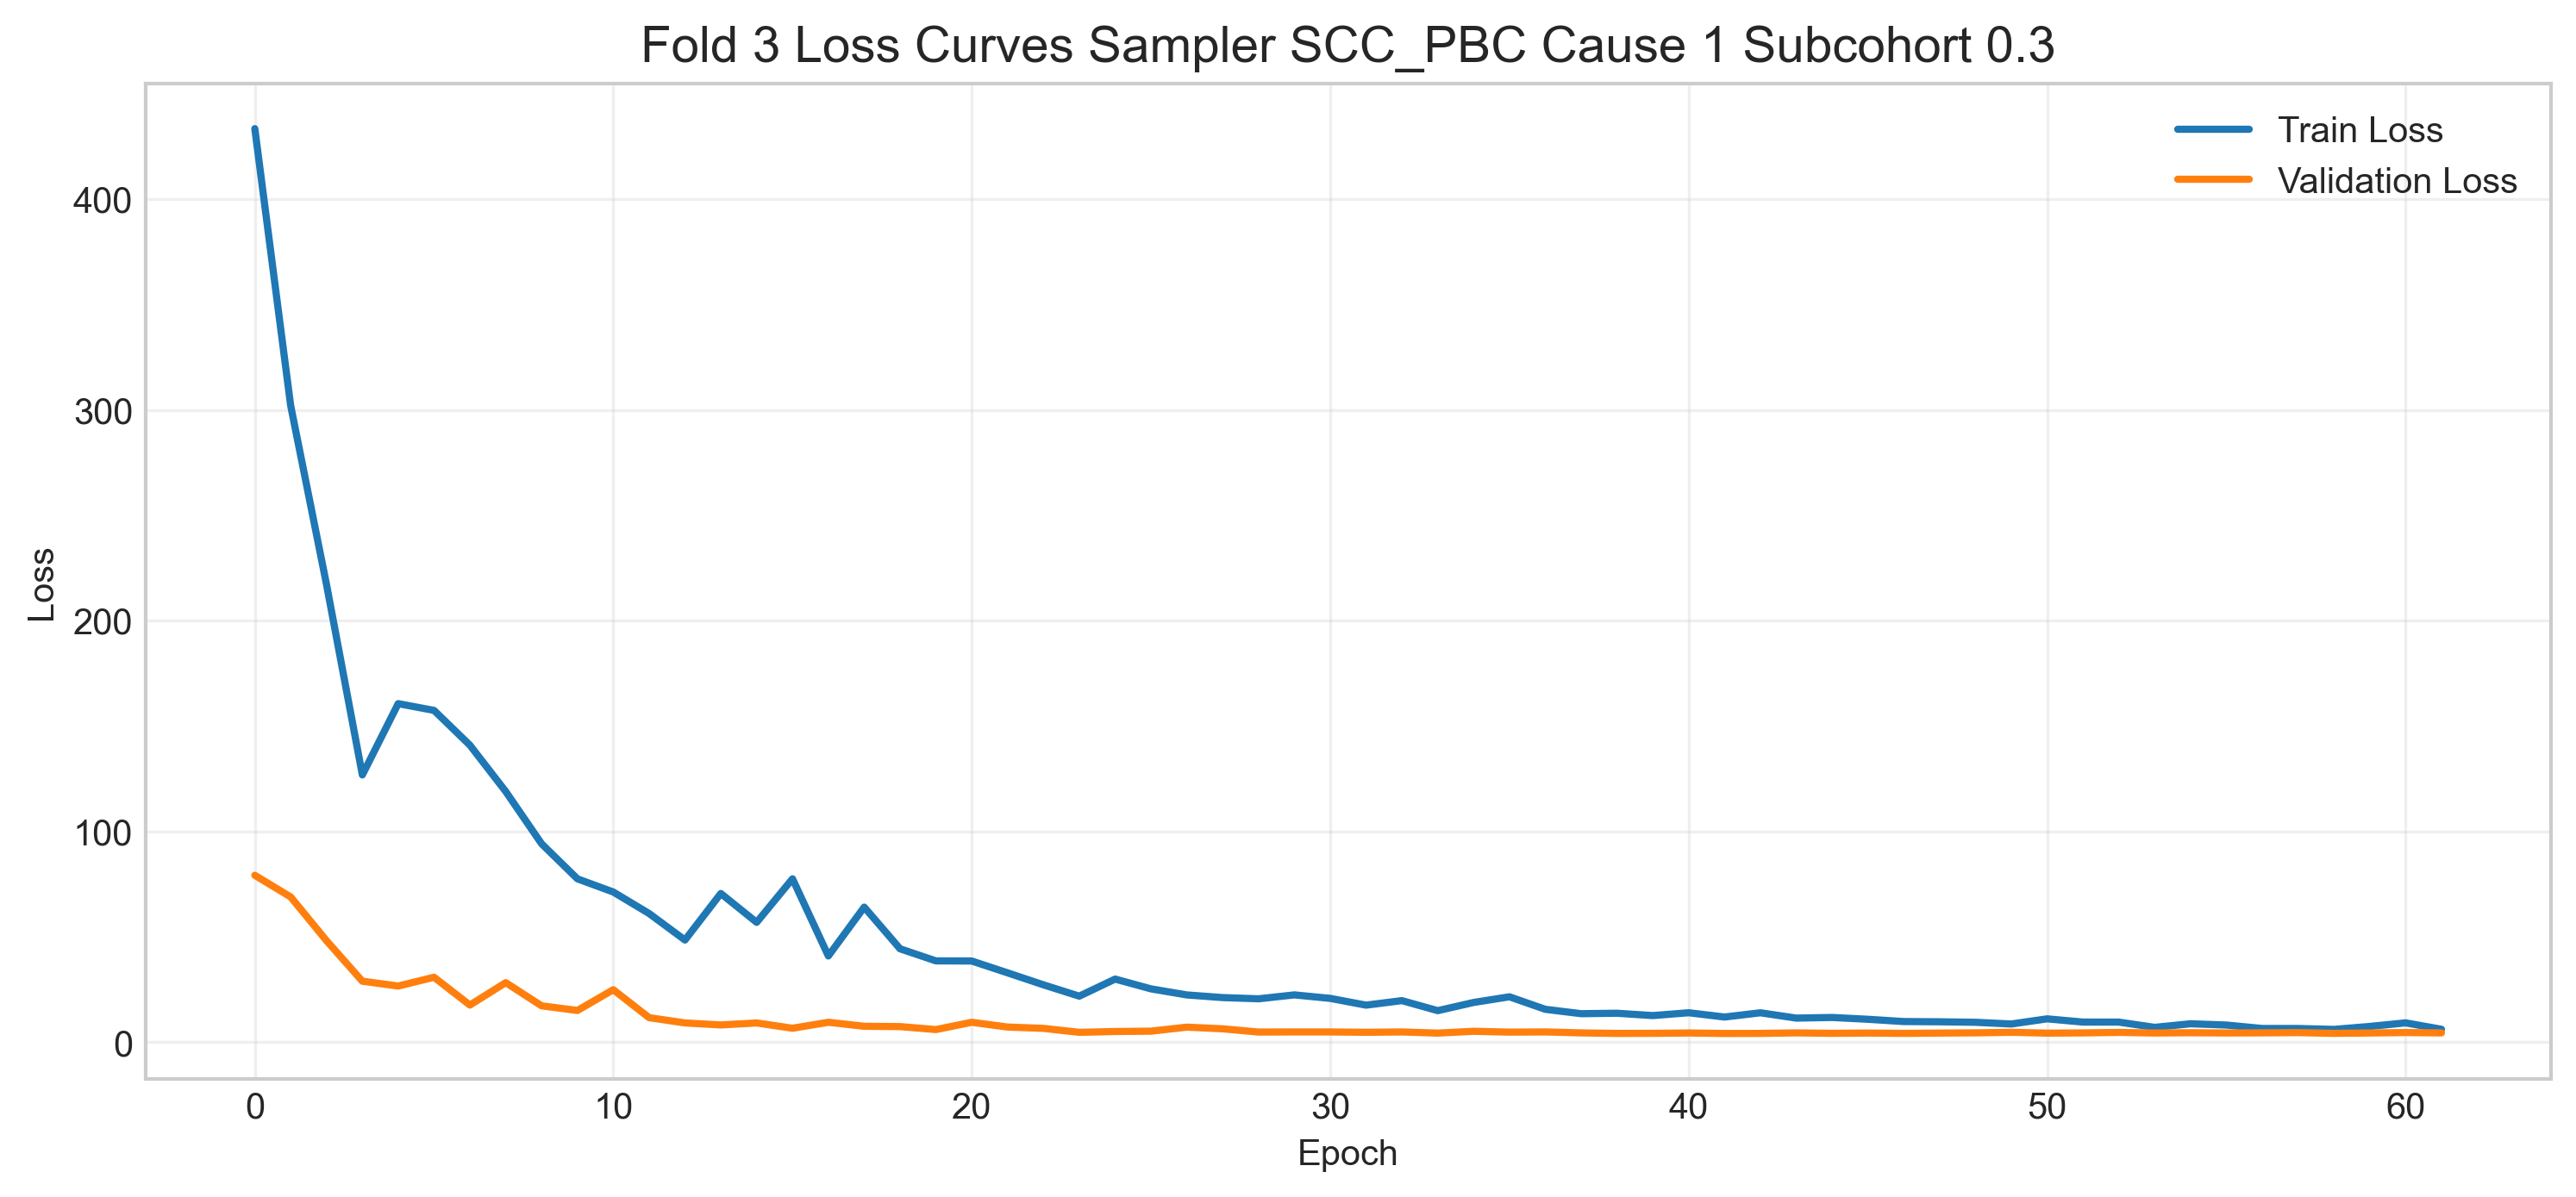 Fold 3 Loss Curves Sampler SCC_PBC Cause 1 Subcohort 0.3
Train Loss
Validation Loss
400
300
200
100
0
Loss
0 10 20 30 40 50 60
Epoch